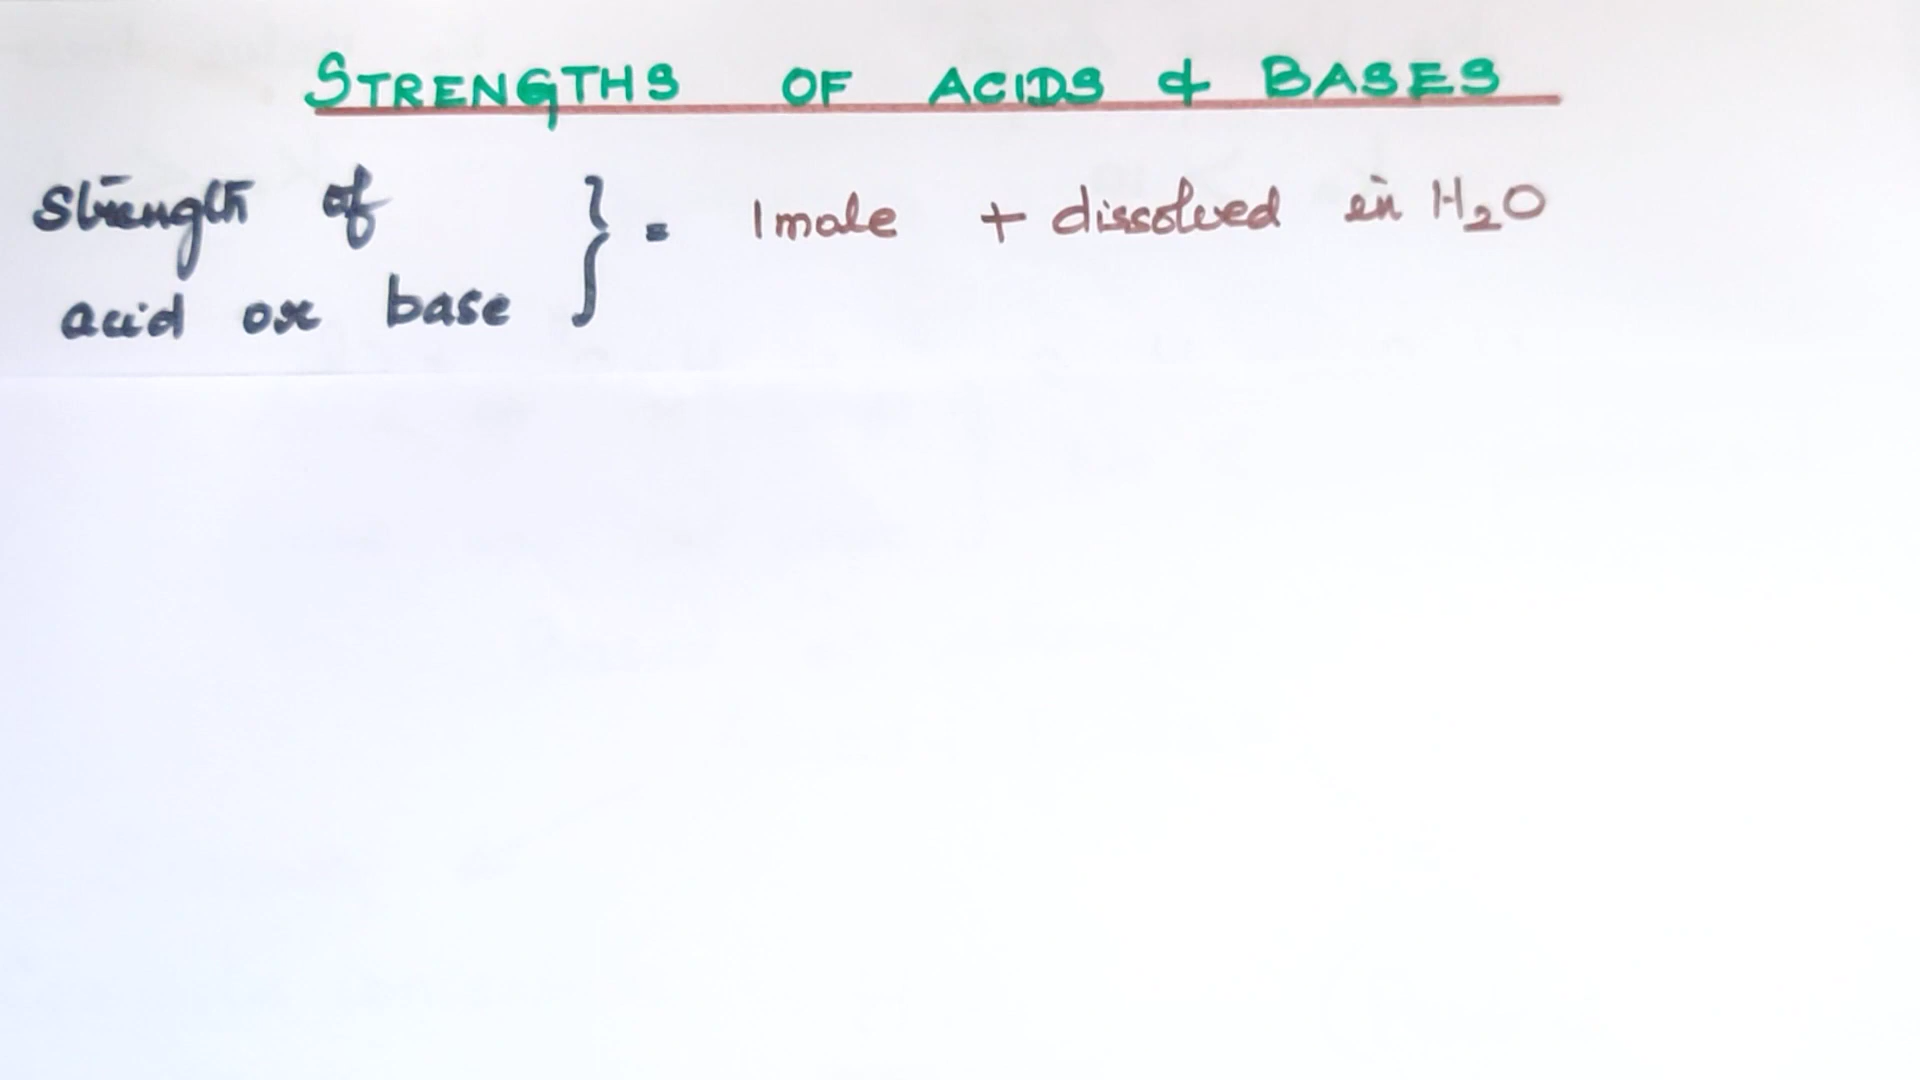 STRENGTHS OF ACIDS & BASES
Strength of
acid or base } = 1 mole + dissolved in H₂O